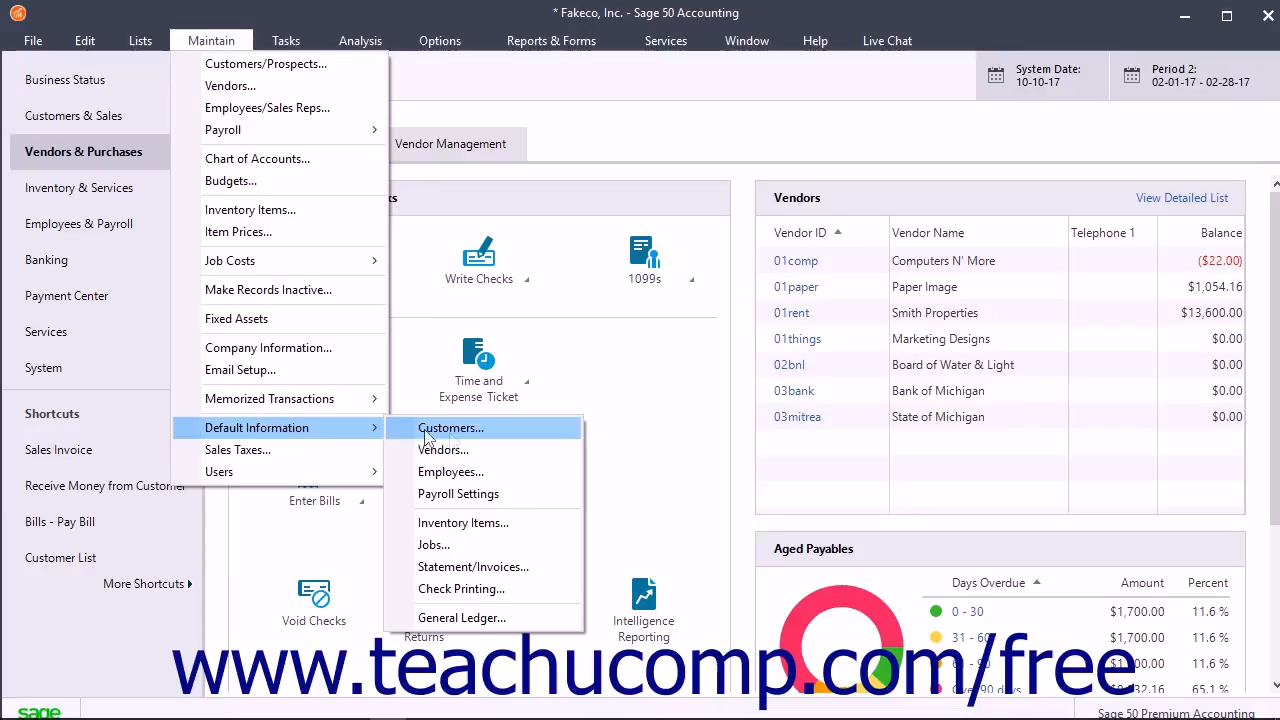 * Fakeco, Inc. - Sage 50 Accounting
File Edit Lists Maintain Tasks Analysis Options Reports & Forms Services Window Help Live Chat
System Date:
10-10-17
Period 2:
02-01-17 - 02-28-17
Business Status
Customers & Sales
Vendors & Purchases
Inventory & Services
Employees & Payroll
Banking
Payment Center
Services
System
Shortcuts
Sales Invoice
Receive Money from Customer
Bills - Pay Bill
Customer List
More Shortcuts
Customers/Prospects...
Vendors...
Employees/Sales Reps...
Payroll
Chart of Accounts...
Budgets...
Inventory Items...
Item Prices...
Job Costs
Make Records Inactive...
Fixed Assets
Company Information...
Email Setup...
Memorized Transactions
Default Information
Sales Taxes...
Users
Customers...
Vendors...
Employees...
Payroll Settings
Inventory Items...
Jobs...
Statement/Invoices...
Check Printing...
General Ledger...
Vendor Management
Write Checks
1099s
Time and
Expense Ticket
Enter Bills
Void Checks
Returns
Intelligence
Reporting
Vendors View Detailed List
Vendor ID Vendor Name Telephone 1 Balance
01comp Computers N' More ($22.00)
01paper Paper Image $1,054.16
01rent Smith Properties $13,600.00
01things Marketing Designs $0.00
02bnl Board of Water & Light $0.00
03bank Bank of Michigan $0.00
03mitrea State of Michigan $0.00
Aged Payables
Days Overdue Amount Percent
0 - 30 $1,700.00 11.6 %
31 - 60 $1,700.00 11.6 %
61 - 90 $1,700.00 11.6 %
Over 90 days 65.1 %
www.teachucomp.com/free
sage
Sage 50 Premium Accounting